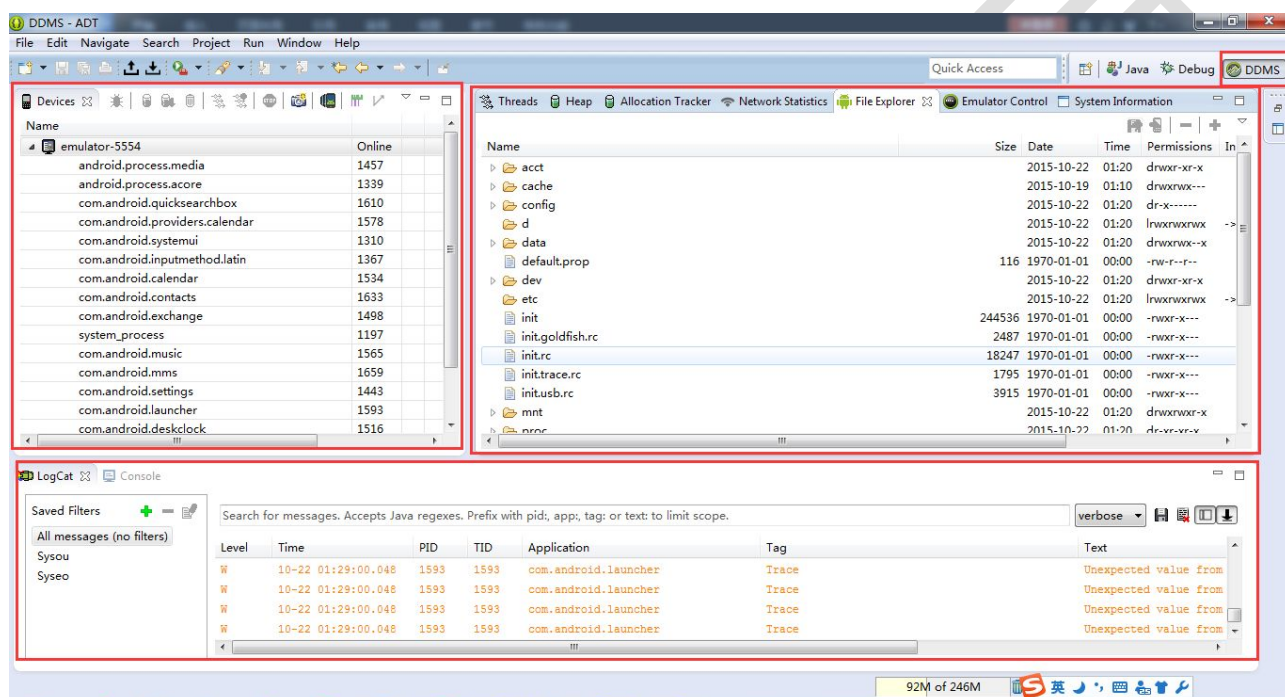 DDMS - ADT
File Edit Navigate Search Project Run Window Help
Quick Access Java Debug DDMS
Devices
Name
emulator-5554 Online
android.process.media 1457
android.process.acore 1339
com.android.quicksearchbox 1610
com.android.providers.calendar 1578
com.android.systemui 1310
com.android.inputmethod.latin 1367
com.android.calendar 1534
com.android.contacts 1633
com.android.exchange 1498
system_process 1197
com.android.music 1565
com.android.mms 1659
com.android.settings 1443
com.android.launcher 1593
com.android.deskclock 1516
Threads Heap Allocation Tracker Network Statistics File Explorer Emulator Control System Information
Name Size Date Time Permissions In
acct 2015-10-22 01:20 drwxr-xr-x
cache 2015-10-19 01:10 drwxrwx---
config 2015-10-22 01:20 dr-x------
d 2015-10-22 01:20 lrwxrwxrwx ->
data 2015-10-22 01:20 drwxrwx--x
default.prop 116 1970-01-01 00:00 -rw-r--r--
dev 2015-10-22 01:20 drwxr-xr-x
etc 2015-10-22 01:20 lrwxrwxrwx ->
init 244536 1970-01-01 00:00 -rwxr-x---
init.goldfish.rc 2487 1970-01-01 00:00 -rwxr-x---
init.rc 18247 1970-01-01 00:00 -rwxr-x---
init.trace.rc 1795 1970-01-01 00:00 -rwxr-x---
init.usb.rc 3915 1970-01-01 00:00 -rwxr-x---
mnt 2015-10-22 01:20 drwxrwxr-x
proc 2015-10-22 01:20 dr-xr-xr-x
LogCat Console
Saved Filters
All messages (no filters)
Sysou
Syseo
Search for messages. Accepts Java regexes. Prefix with pid:, app:, tag: or text: to limit scope.
verbose
Level Time PID TID Application Tag Text
W 10-22 01:29:00.048 1593 1593 com.android.launcher Trace Unexpected value from
W 10-22 01:29:00.048 1593 1593 com.android.launcher Trace Unexpected value from
W 10-22 01:29:00.048 1593 1593 com.android.launcher Trace Unexpected value from
W 10-22 01:29:00.048 1593 1593 com.android.launcher Trace Unexpected value from
92M of 246M
英